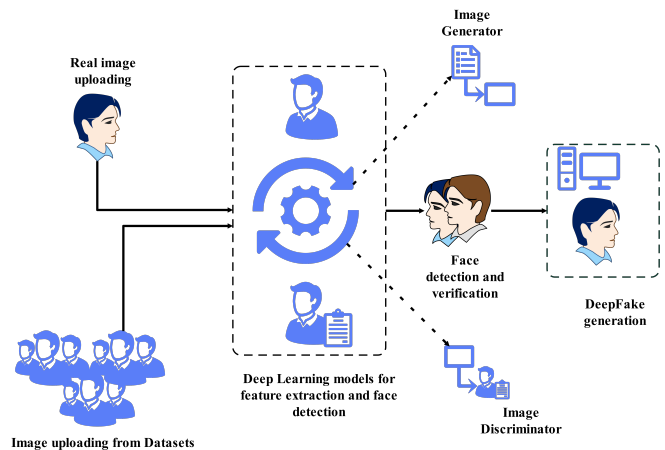 Image
Generator
Real image
uploading
Face
detection and
verification
DeepFake
generation
Deep Learning models for
feature extraction and face
detection
Image
Discriminator
Image uploading from Datasets